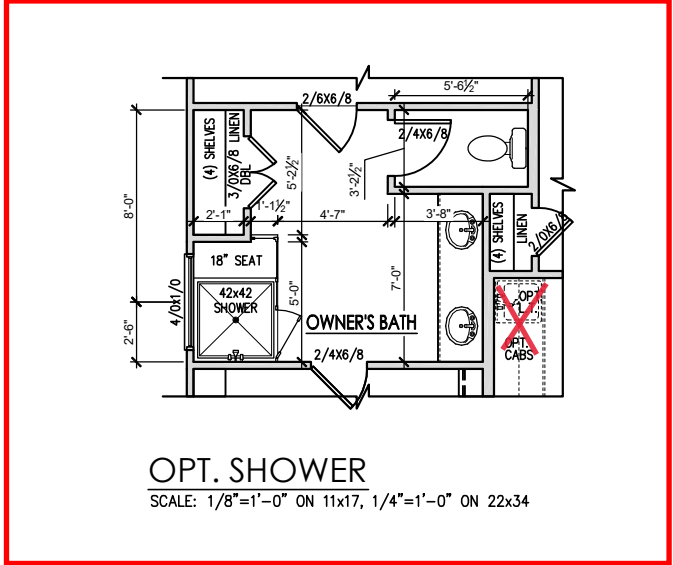 5'-6½"
2/6X6/8
2/4X6/8
(4) SHELVES
3/0X6/8 LINEN
DBL
5'-2½"
3'-2½"
8'-0"
1'-1½"
2'-1"
4'-7"
3'-8"
(4) SHELVES
LINEN
2/0X6/8
18" SEAT
42x42
SHOWER
5'-0"
7'-0"
4/0x1/0
OWNER'S BATH
2'-6"
2/4X6/8
OPT.
L.T.
OPT.
CABS
OPT. SHOWER
SCALE: 1/8"=1'-0" ON 11x17, 1/4"=1'-0" ON 22x34